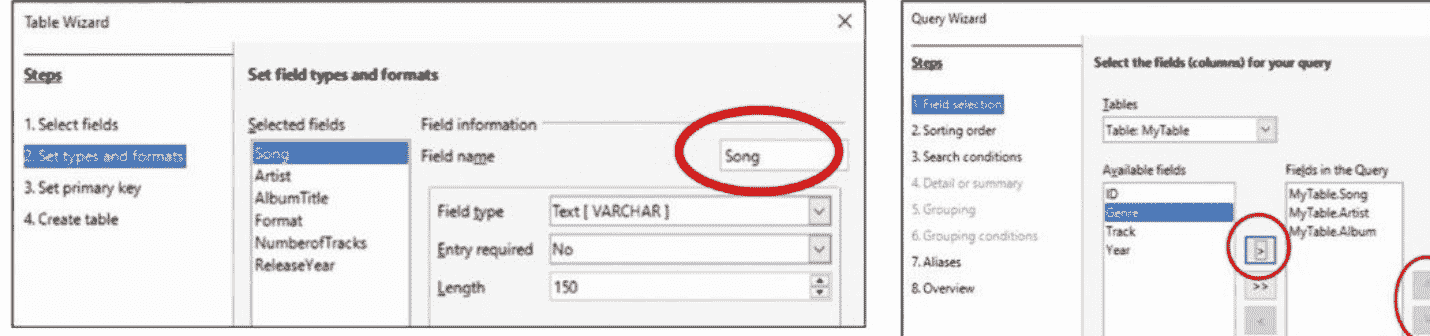 Table Wizard
Steps
1. Select fields
2. Set types and formats
3. Set primary key
4. Create table
Set field types and formats
Selected fields
Song
Artist
AlbumTitle
Format
NumberofTracks
ReleaseYear
Field information
Field name
Song
Field type
Text [ VARCHAR ]
Entry required
No
Length
150
Query Wizard
Steps
1. Field selection
2. Sorting order
3. Search conditions
4. Detail or summary
5. Grouping
6. Grouping conditions
7. Aliases
8. Overview
Select the fields (columns) for your query
Tables
Table: MyTable
Available fields
ID
Genre
Track
Year
>
>>
<
Fields in the Query
MyTable.Song
MyTable.Artist
MyTable.Album